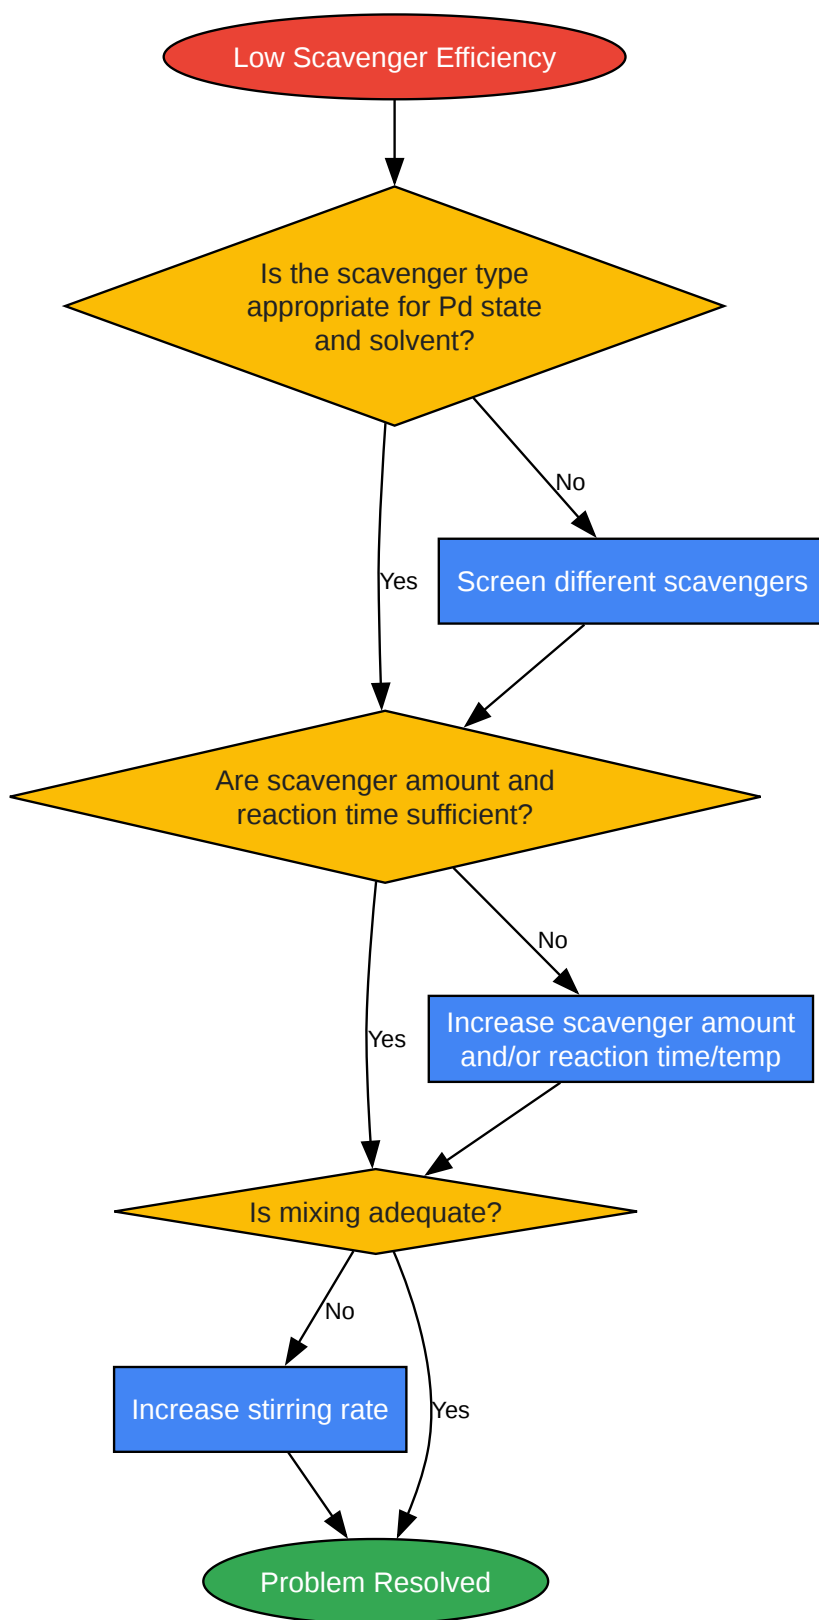 Low Scavenger Efficiency
Is the scavenger type
appropriate for Pd state
and solvent?
No
Yes
Screen different scavengers
Are scavenger amount and
reaction time sufficient?
No
Yes
Increase scavenger amount
and/or reaction time/temp
Is mixing adequate?
No
Yes
Increase stirring rate
Problem Resolved